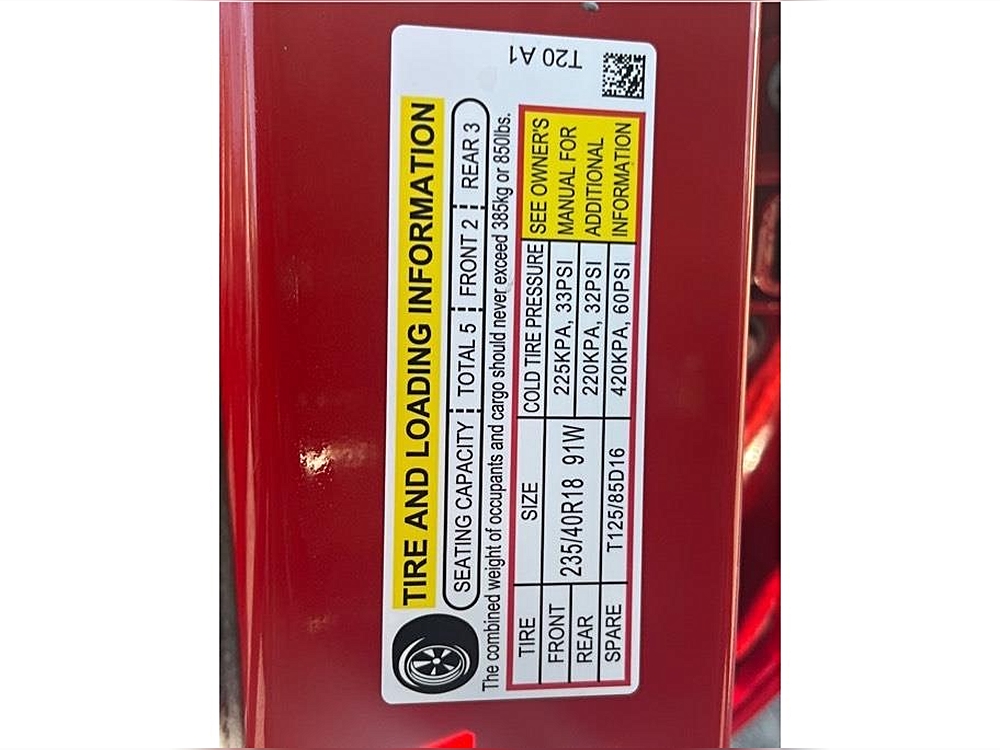 TIRE AND LOADING INFORMATION
SEATING CAPACITY TOTAL 5 FRONT 2 REAR 3
The combined weight of occupants and cargo should never exceed 385kg or 850lbs.
TIRE SIZE COLD TIRE PRESSURE
FRONT 235/40R18 91W 225KPA, 33PSI
REAR 220KPA, 32PSI
SPARE T125/85D16 420KPA, 60PSI
SEE OWNER'S
MANUAL FOR
ADDITIONAL
INFORMATION
T20 A1